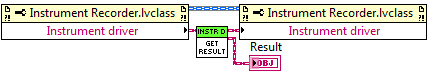 Instrument Recorder.lvclass
Instrument Recorder.lvclass
Instrument driver
INSTR D
Instrument driver
GET
RESULT
Result
OBJ